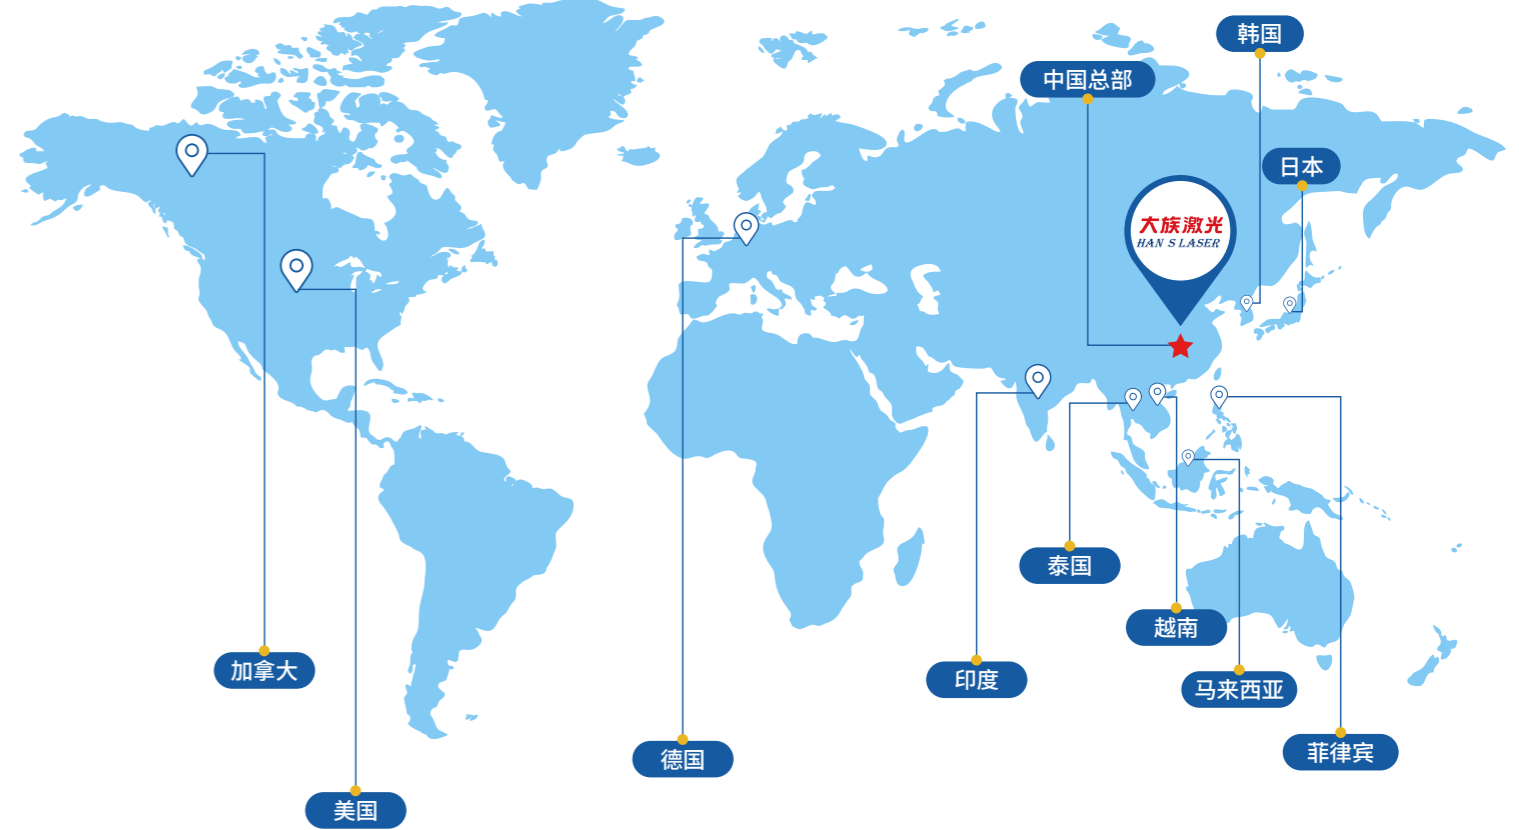 韩国
中国总部
日本
大族激光
HAN S LASER
泰国
越南
加拿大
印度
马来西亚
德国
菲律宾
美国